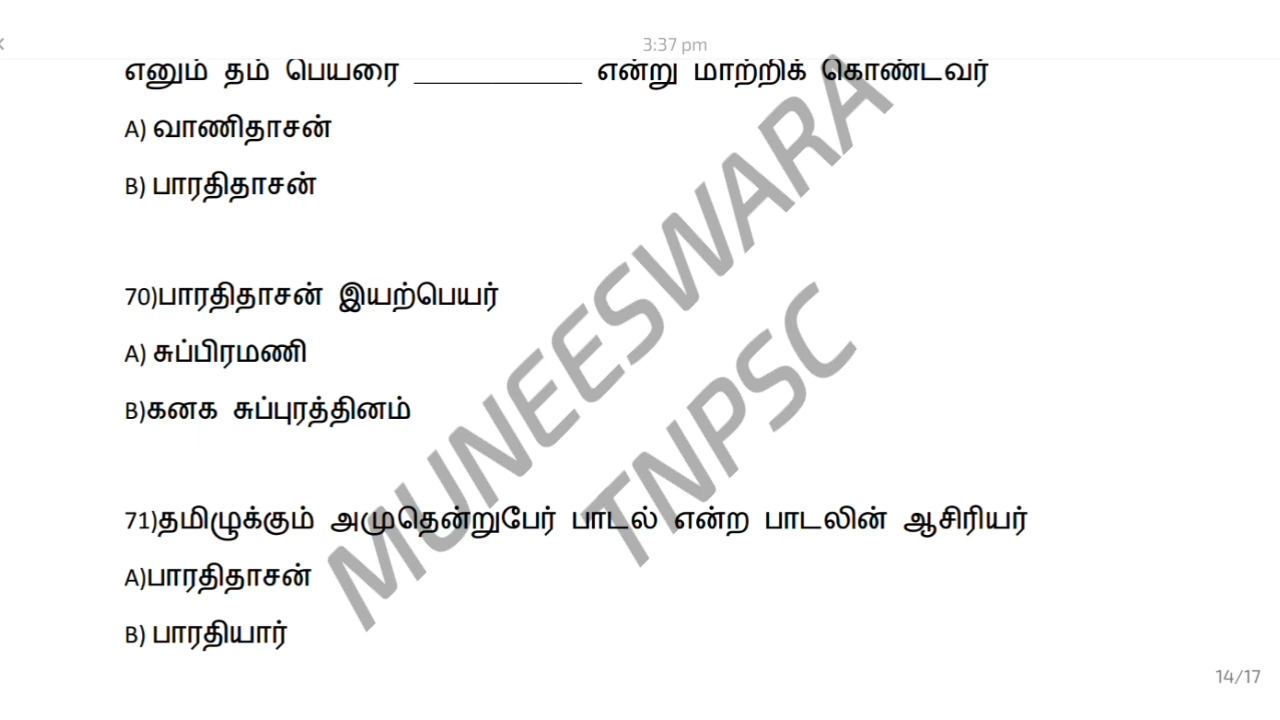 3:37 pm
எனும் தம் பெயரை ____________ என்று மாற்றிக் கொண்டவர்
A) வாணிதாசன்
B) பாரதிதாசன்
70)பாரதிதாசன் இயற்பெயர்
A) சுப்பிரமணி
B)கனக சுப்புரத்தினம்
71)தமிழுக்கும் அமுதென்றுபேர் பாடல் என்ற பாடலின் ஆசிரியர்
A)பாரதிதாசன்
B) பாரதியார்
MUNEESWARA
TNPSC
14/17